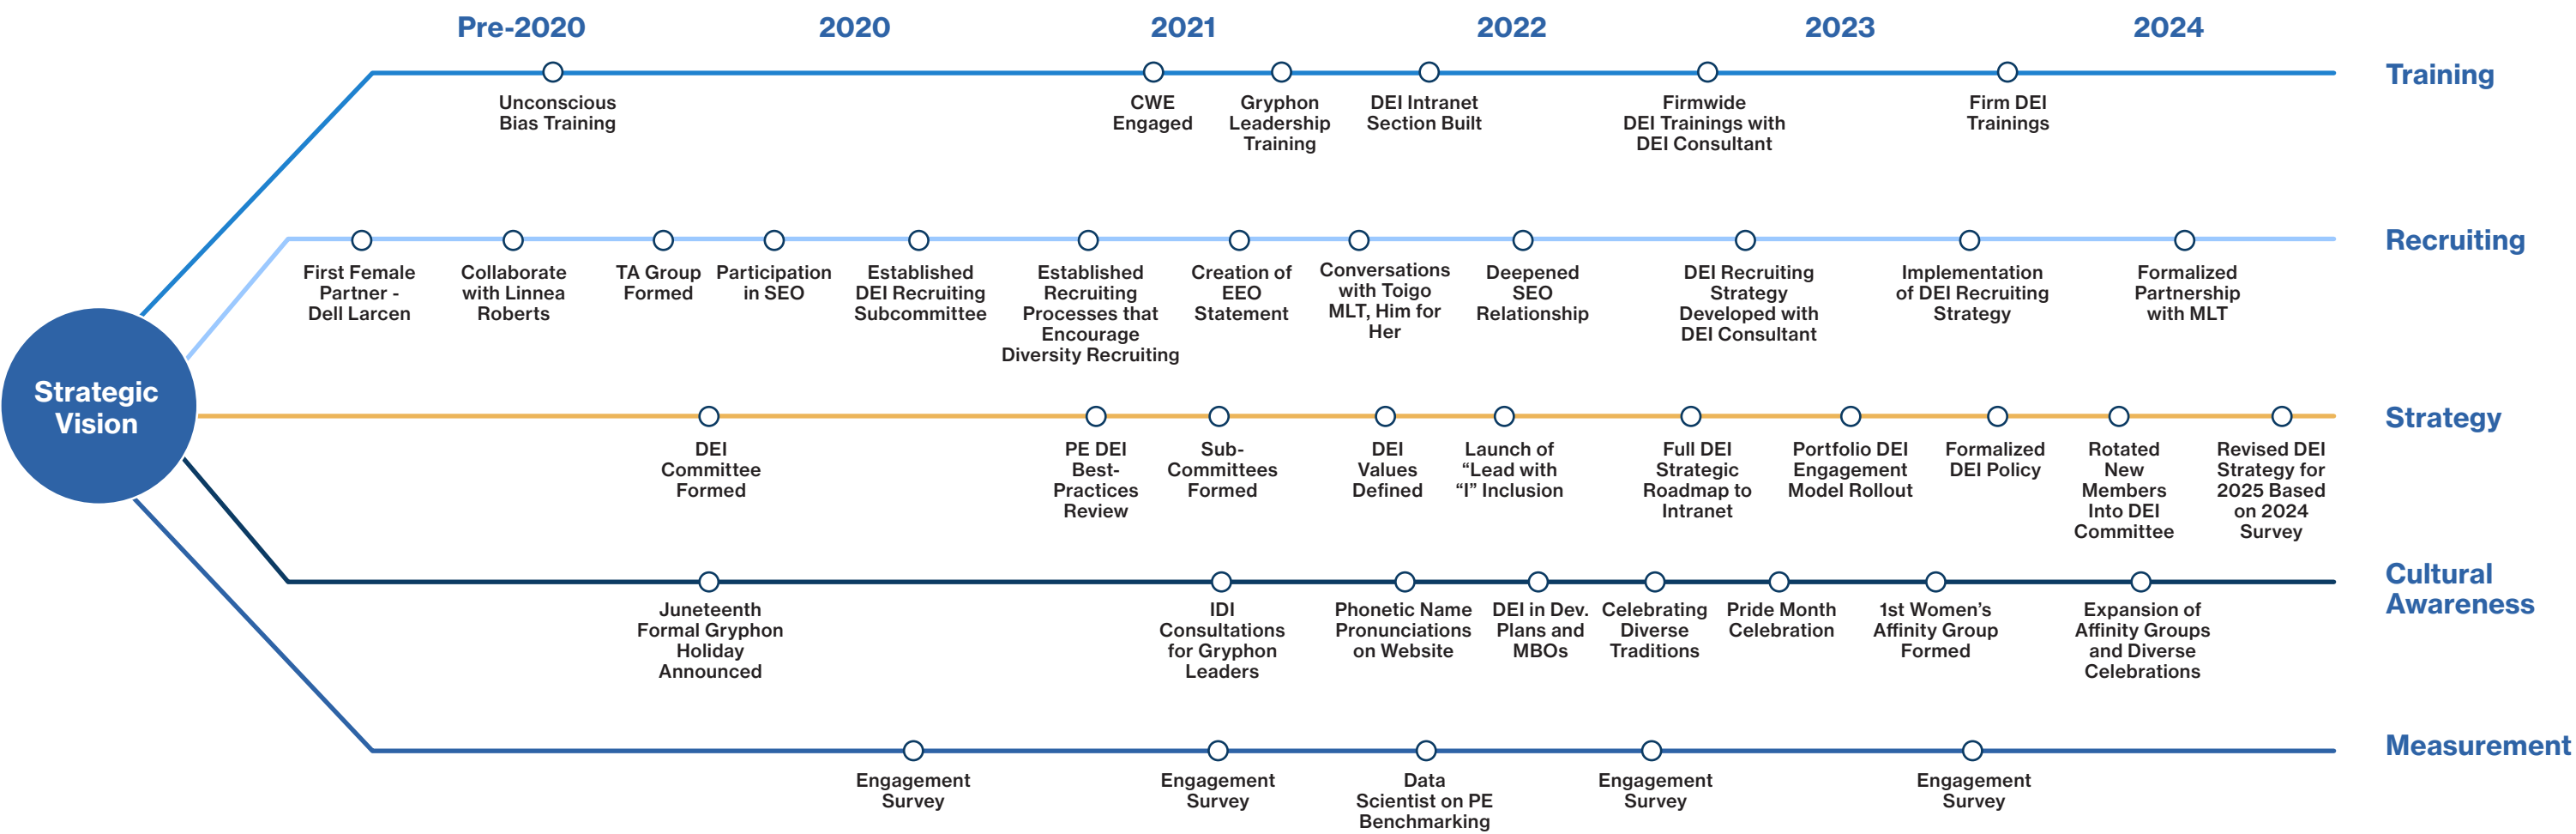 Pre-2020
2020
2021
2022
2023
2024
Training
Unconscious
Bias Training
CWE
Engaged
Gryphon
Leadership
Training
DEI Intranet
Section Built
Firmwide
DEI Trainings with
DEI Consultant
Firm DEI
Trainings
Recruiting
First Female
Partner -
Dell Larcen
Collaborate
with Linnea
Roberts
TA Group
Formed
Participation
in SEO
Established
DEI Recruiting
Subcommittee
Established
Recruiting
Processes that
Encourage
Diversity Recruiting
Creation of
EEO
Statement
Conversations
with Toigo
MLT, Him for
Her
Deepened
SEO
Relationship
DEI Recruiting
Strategy
Developed with
DEI Consultant
Implementation
of DEI Recruiting
Strategy
Formalized
Partnership
with MLT
Strategic
Vision
Strategy
DEI
Committee
Formed
PE DEI
Best-
Practices
Review
Sub-
Committees
Formed
DEI
Values
Defined
Launch of
“Lead with
“I” Inclusion
Full DEI
Strategic
Roadmap to
Intranet
Portfolio DEI
Engagement
Model Rollout
Formalized
DEI Policy
Rotated
New
Members
Into DEI
Committee
Revised DEI
Strategy for
2025 Based
on 2024
Survey
Cultural
Awareness
Juneteenth
Formal Gryphon
Holiday
Announced
IDI
Consultations
for Gryphon
Leaders
Phonetic Name
Pronunciations
on Website
DEI in Dev.
Plans and
MBOs
Celebrating
Diverse
Traditions
Pride Month
Celebration
1st Women’s
Affinity Group
Formed
Expansion of
Affinity Groups
and Diverse
Celebrations
Measurement
Engagement
Survey
Engagement
Survey
Data
Scientist on PE
Benchmarking
Engagement
Survey
Engagement
Survey